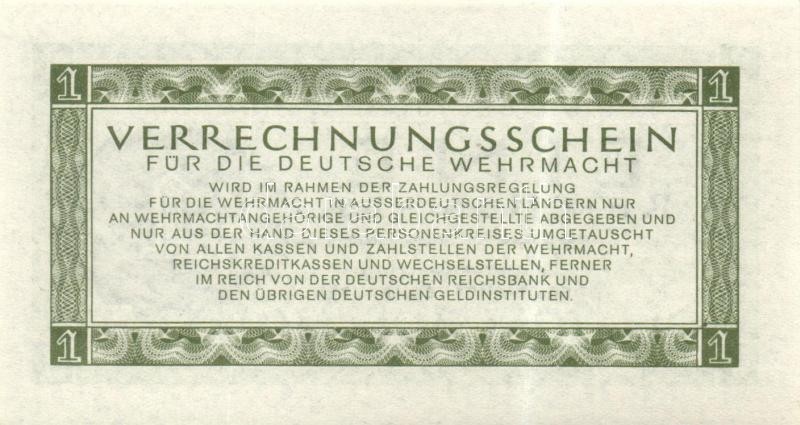 1 1
VERRECHNUNGSSCHEIN
FÜR DIE DEUTSCHE WEHRMACHT
WIRD IM RAHMEN DER ZAHLUNGSREGELUNG
FÜR DIE WEHRMACHT IN AUSSERDEUTSCHEN LÄNDERN NUR
AN WEHRMACHTANGEHÖRIGE UND GLEICHGESTELLTE ABGEGEBEN UND
NUR AUS DER HAND DIESES PERSONENKREISES UMGETAUSCHT
VON ALLEN KASSEN UND ZAHLSTELLEN DER WEHRMACHT,
REICHSKREDITKASSEN UND WECHSELSTELLEN, FERNER
IM REICH VON DER DEUTSCHEN REICHSBANK UND
DEN ÜBRIGEN DEUTSCHEN GELDINSTITUTEN.
1 1